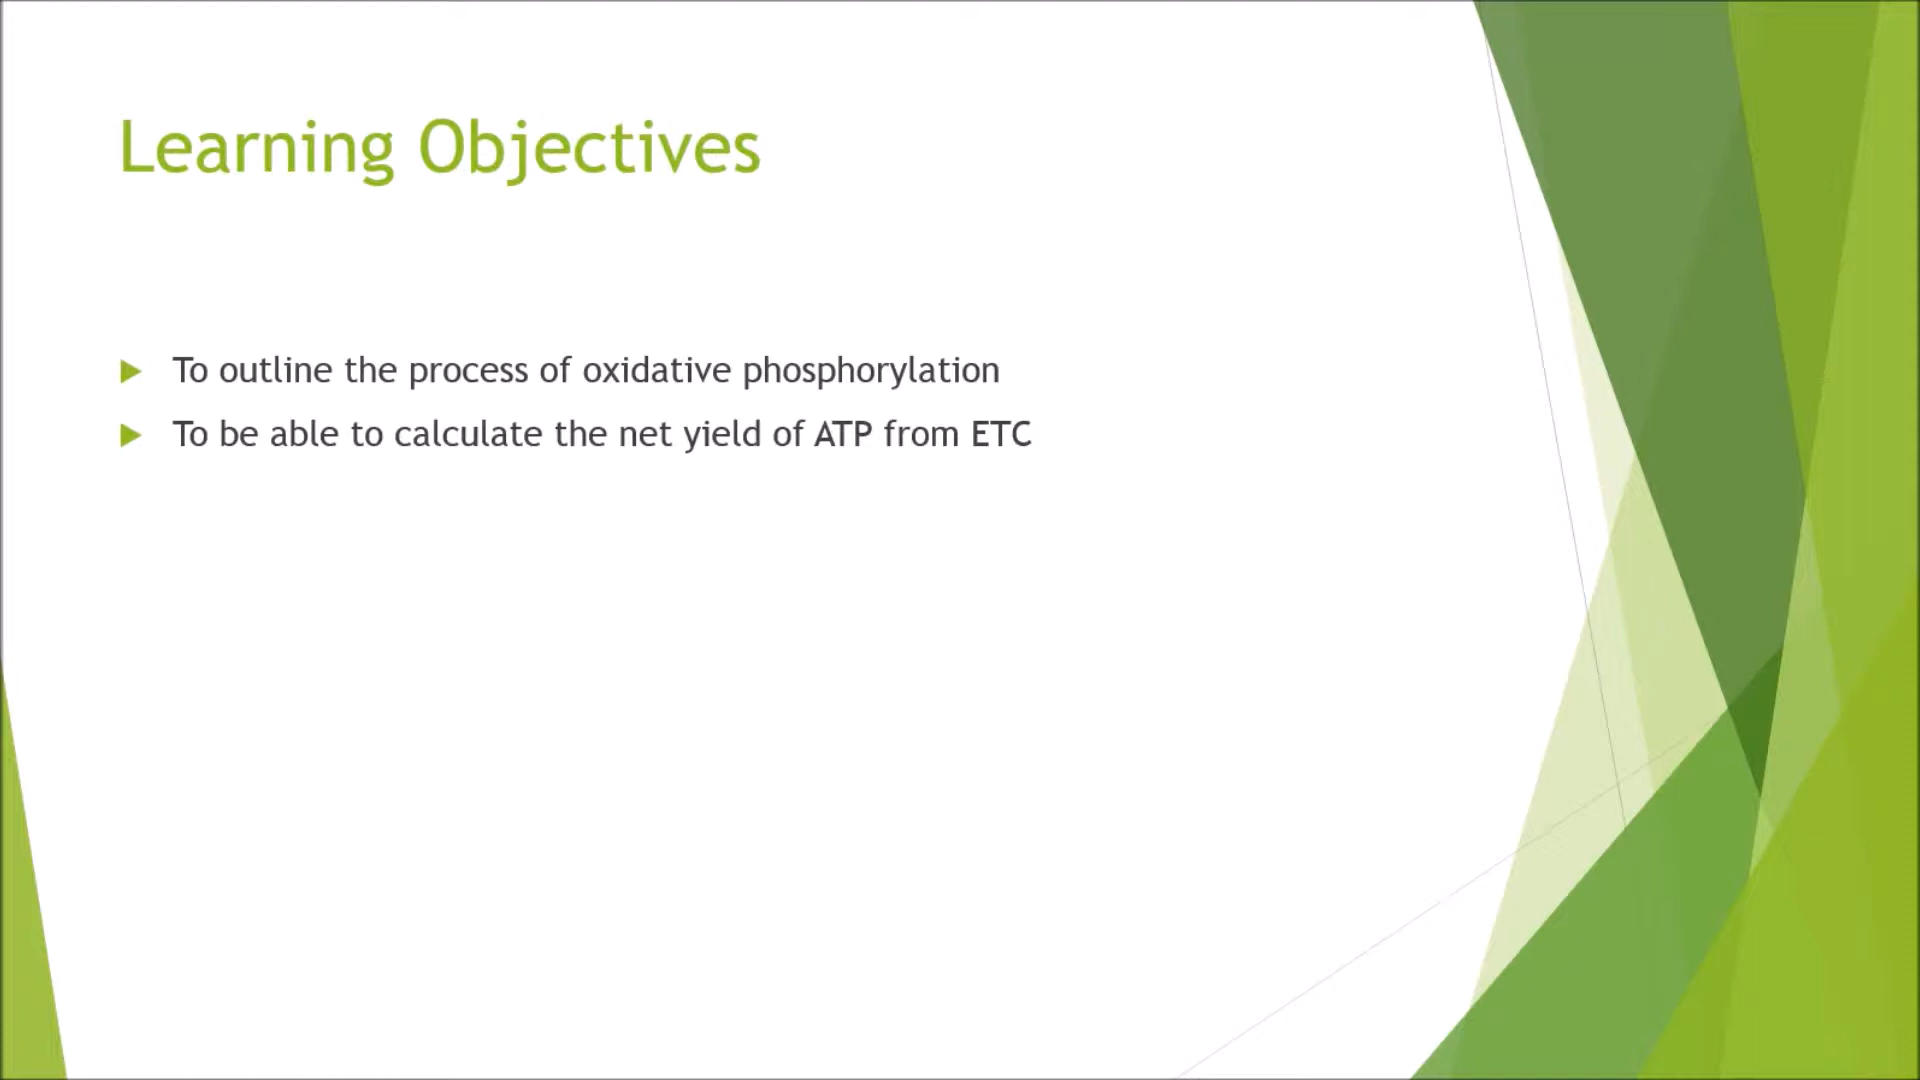 Learning Objectives
To outline the process of oxidative phosphorylation
To be able to calculate the net yield of ATP from ETC